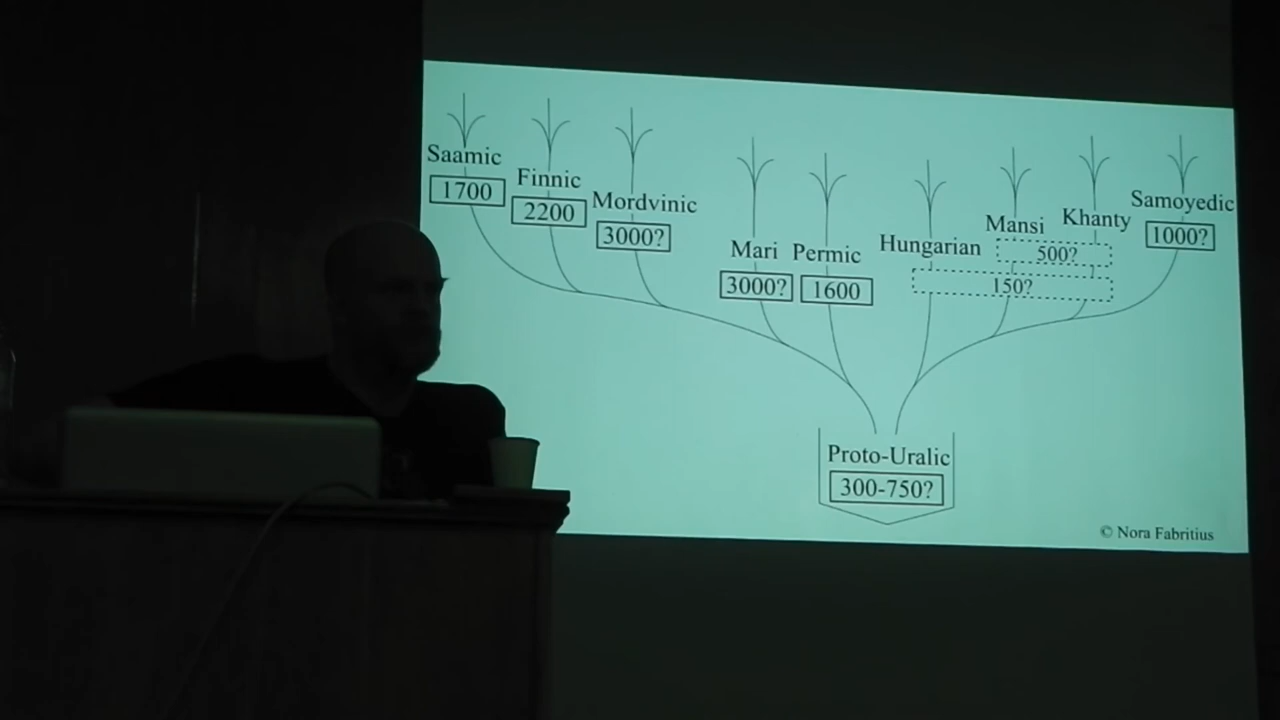 Saamic
1700
Finnic
2200
Mordvinic
3000?
Mari
3000?
Permic
1600
Hungarian
Mansi
Khanty
500?
150?
Samoyedic
1000?
Proto-Uralic
300-750?
© Nora Fabritius